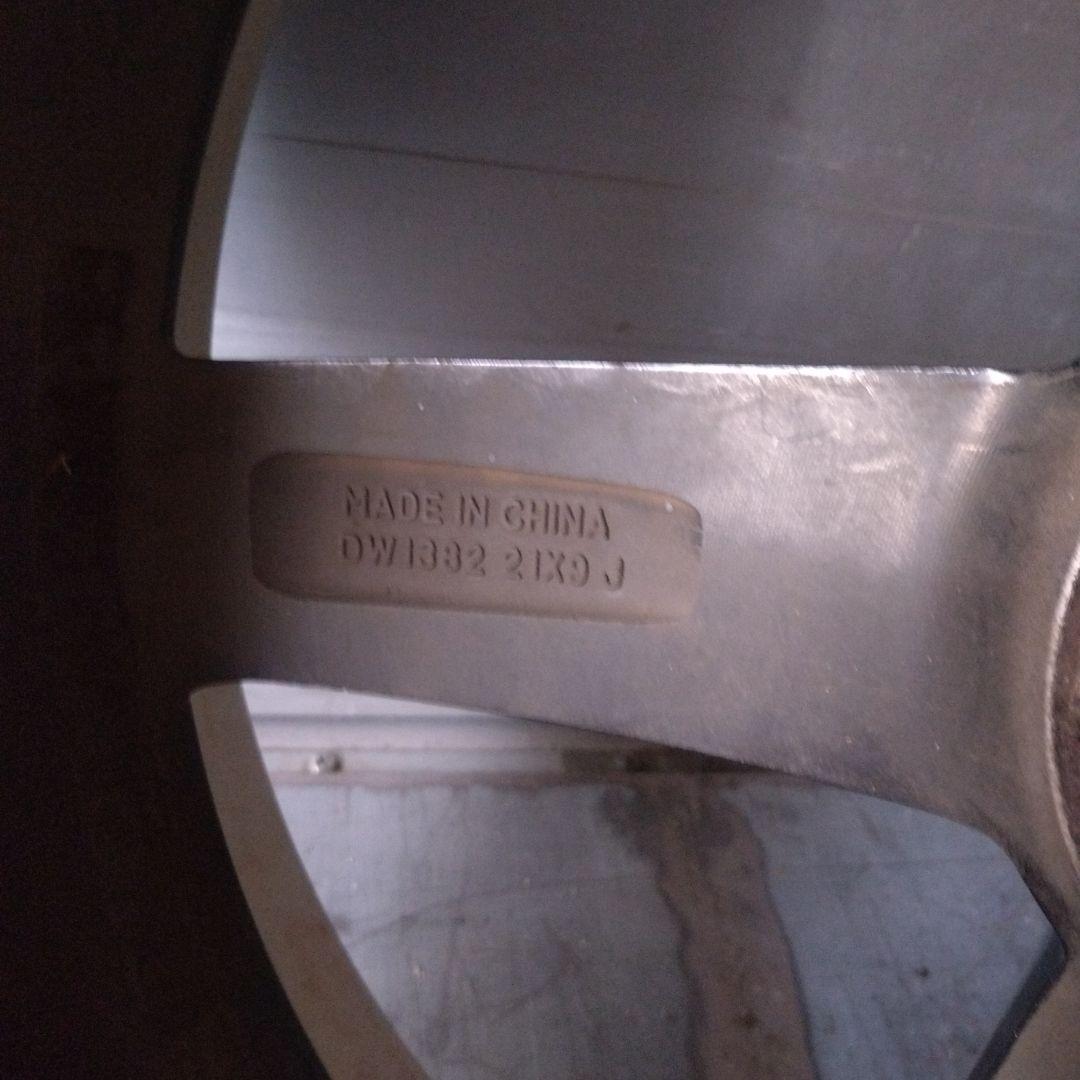 MADE IN CHINA
DW1382 21X9 J